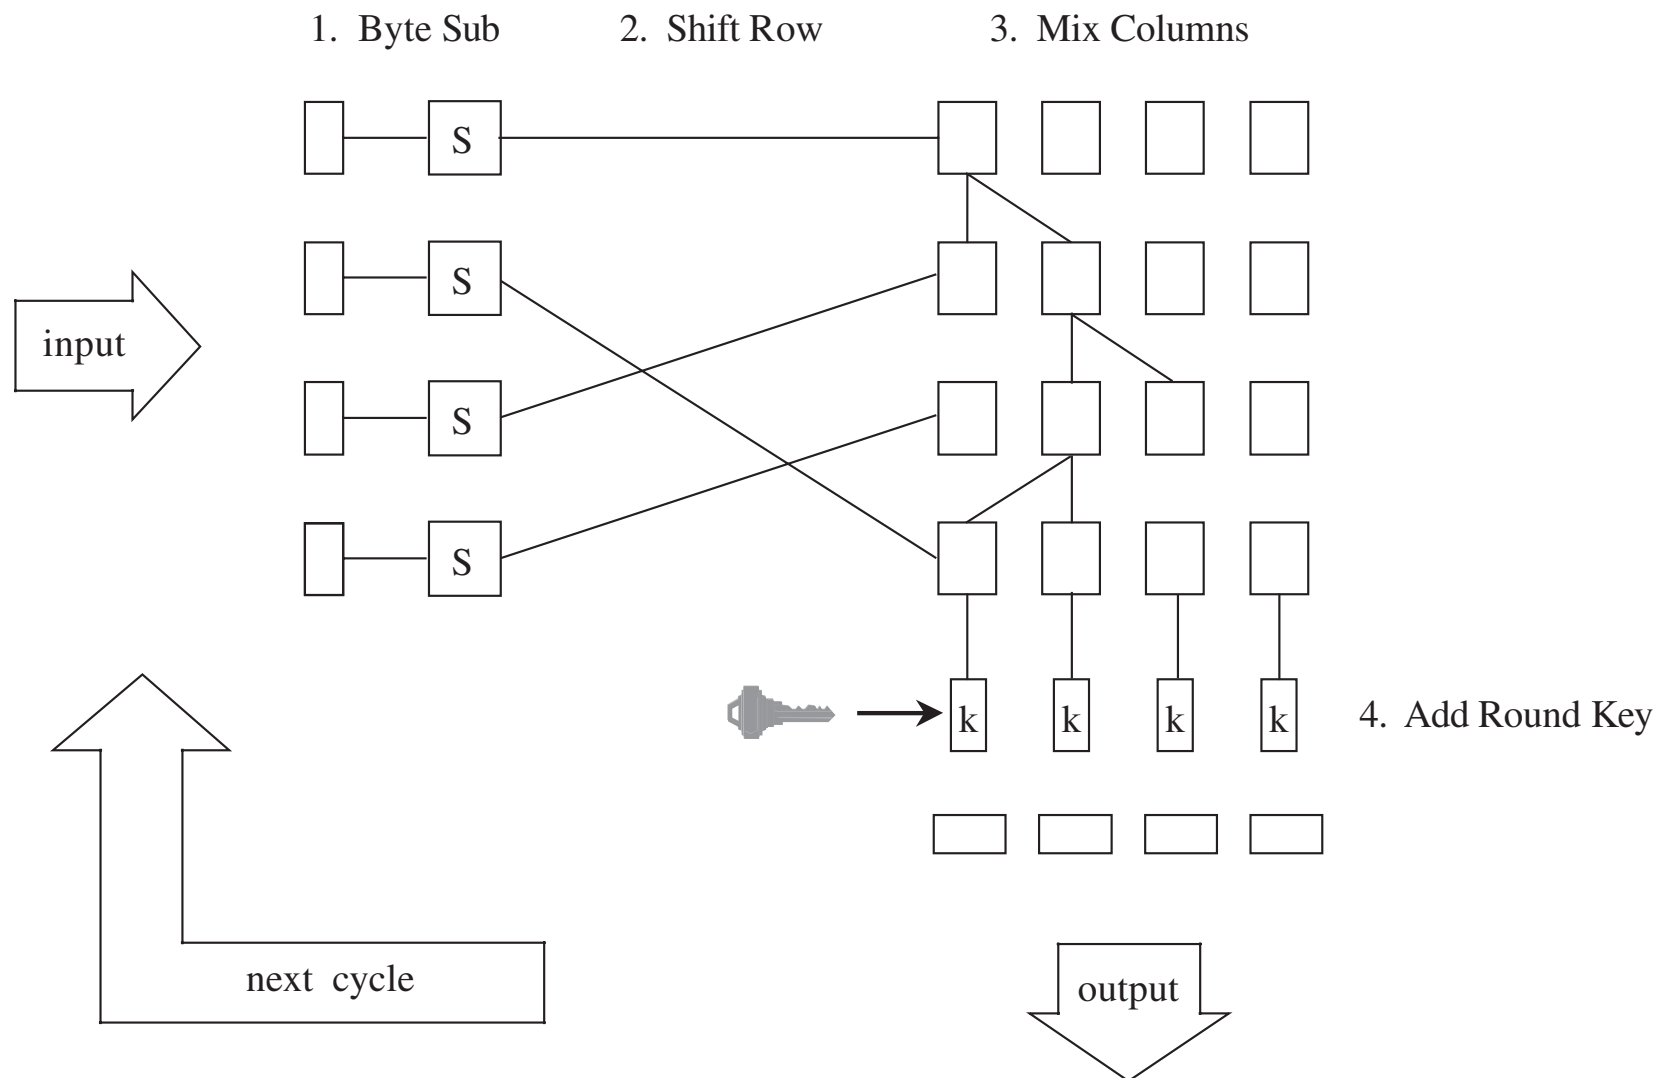 1. Byte Sub 2. Shift Row 3. Mix Columns
S
S
input
S
S
k k k k 4. Add Round Key
next cycle
output